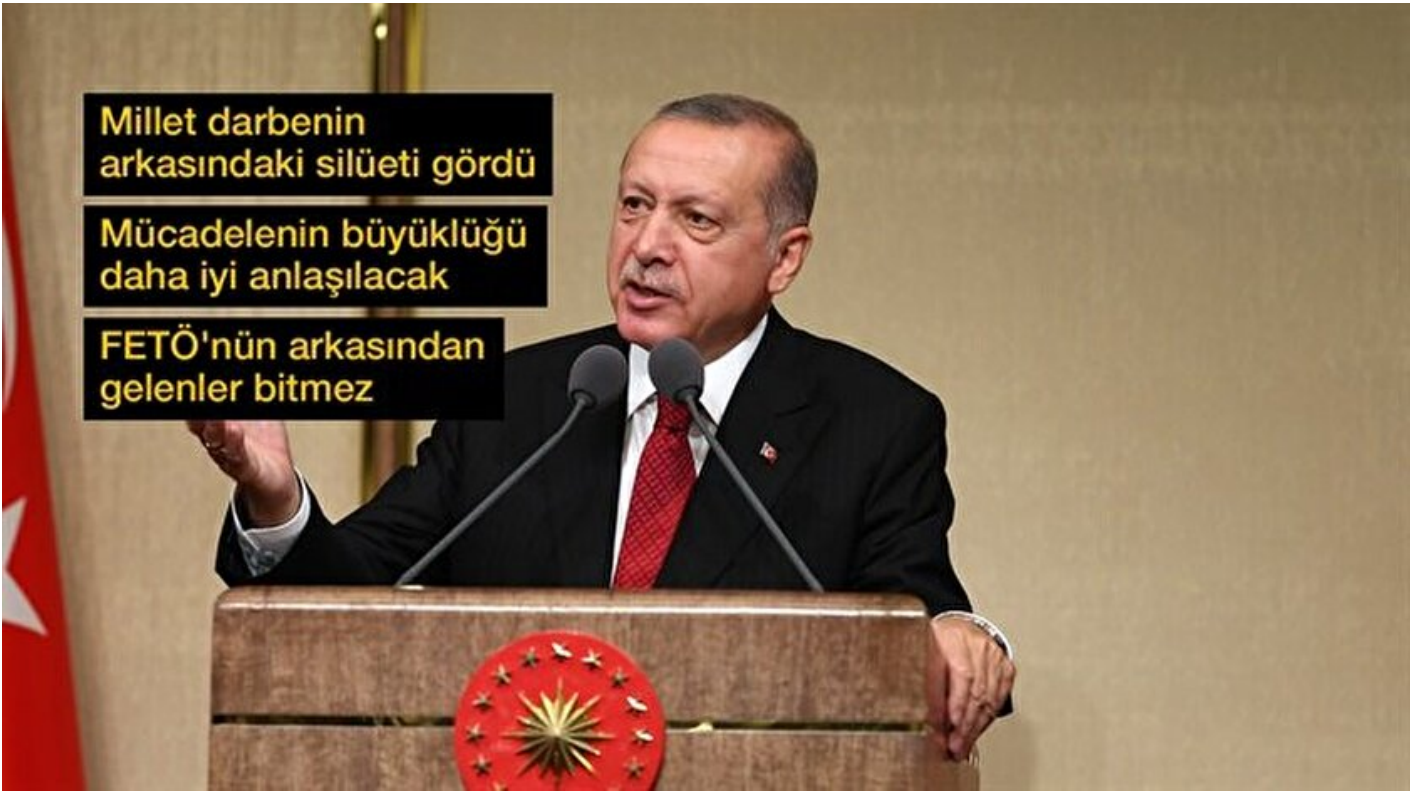 Millet darbenin
arkasındaki silüeti gördü
Mücadelenin büyüklüğü
daha iyi anlaşılacak
FETÖ'nün arkasından
gelenler bitmez